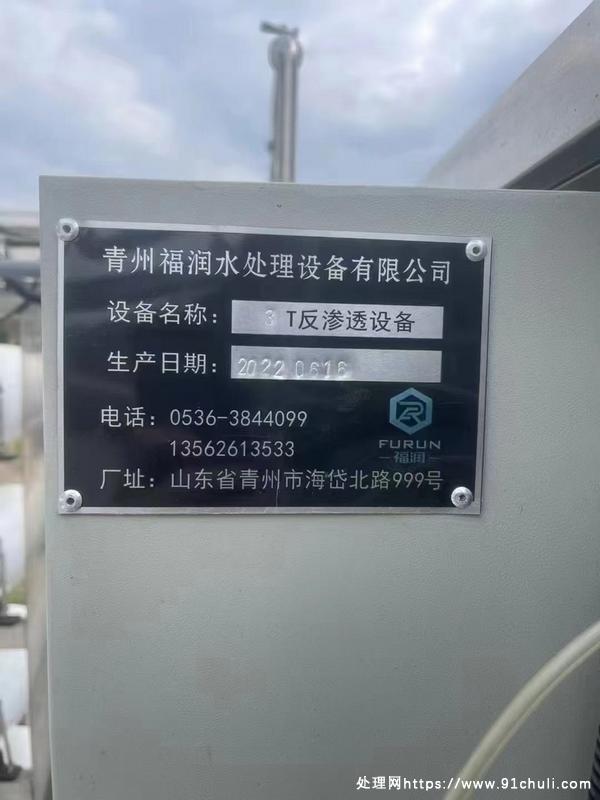 青州福润水处理设备有限公司
设备名称: 3 T反渗透设备
生产日期: 2022 0616
电话: 0536-3844099
13562613533
FURUN
福润
厂址: 山东省青州市海岱北路999号
处理网https://www.91chuli.com